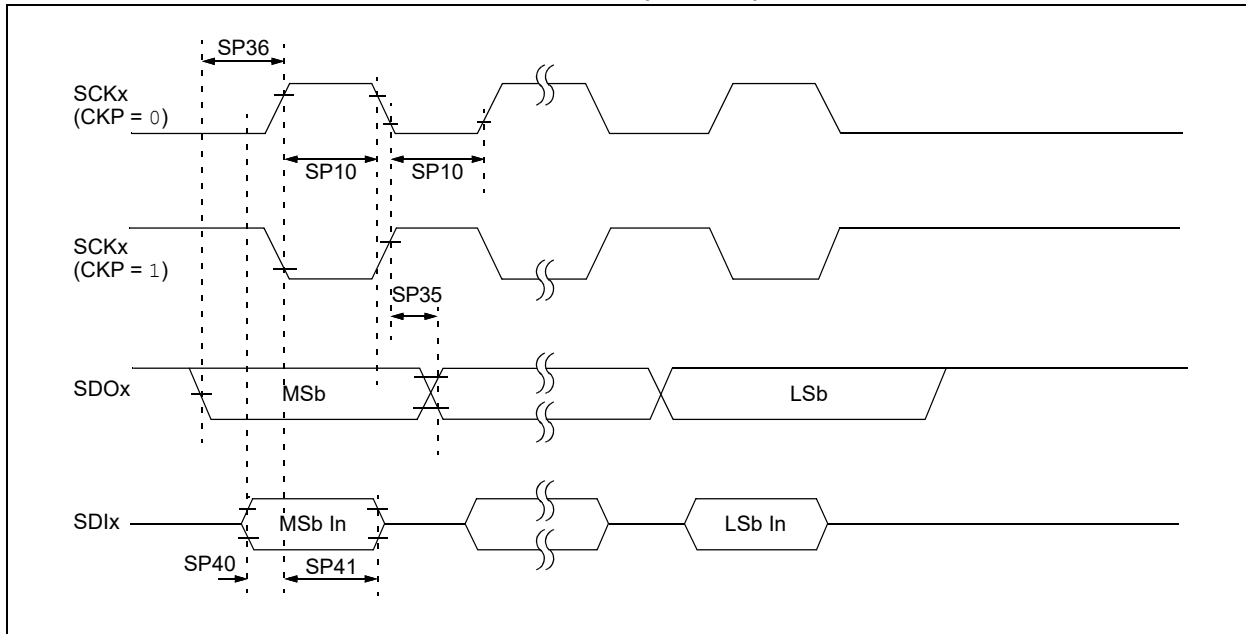 SP36
SCKx
(CKP = 0)
SP10 SP10
SCKx
(CKP = 1)
SP35
SDOx MSb LSb
SDIx MSb In LSb In
SP40 SP41